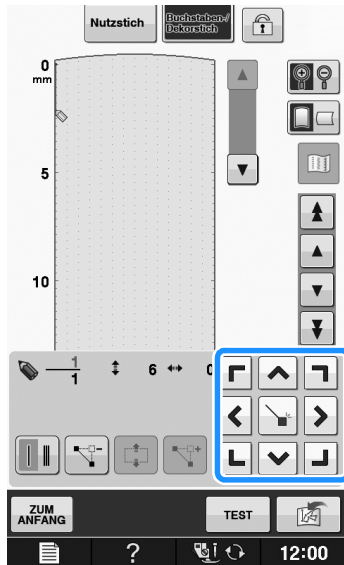 Nutzstich
Buchstaben-/
Dekorstich
0
mm
5
10
1
1
6
0
ZUM
ANFANG
TEST
?
12:00